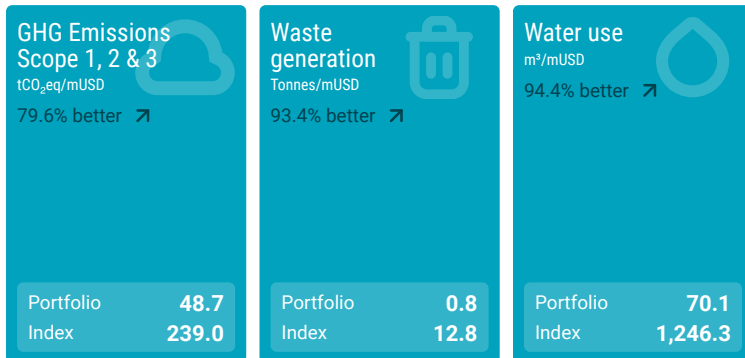 GHG Emissions
Scope 1, 2 & 3
tCO₂eq/mUSD
79.6% better
Portfolio 48.7
Index 239.0
Waste
generation
Tonnes/mUSD
93.4% better
Portfolio 0.8
Index 12.8
Water use
m³/mUSD
94.4% better
Portfolio 70.1
Index 1,246.3